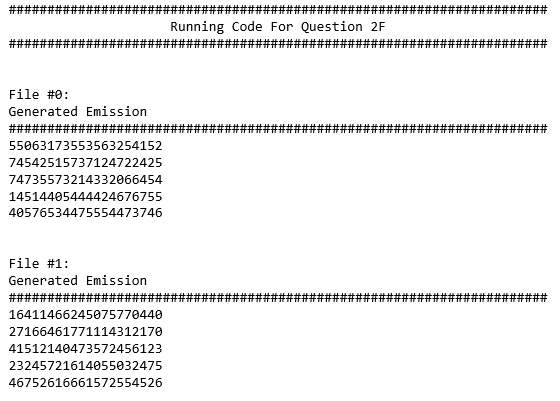 ######################################################################
Running Code For Question 2F
######################################################################
File #0:
Generated Emission
######################################################################
55063173553563254152
74542515737124722425
74735573214332066454
14514405444424676755
40576534475554473746
File #1:
Generated Emission
######################################################################
16411466245075770440
27166461771114312170
41512140473572456123
23245721614055032475
46752616661572554526